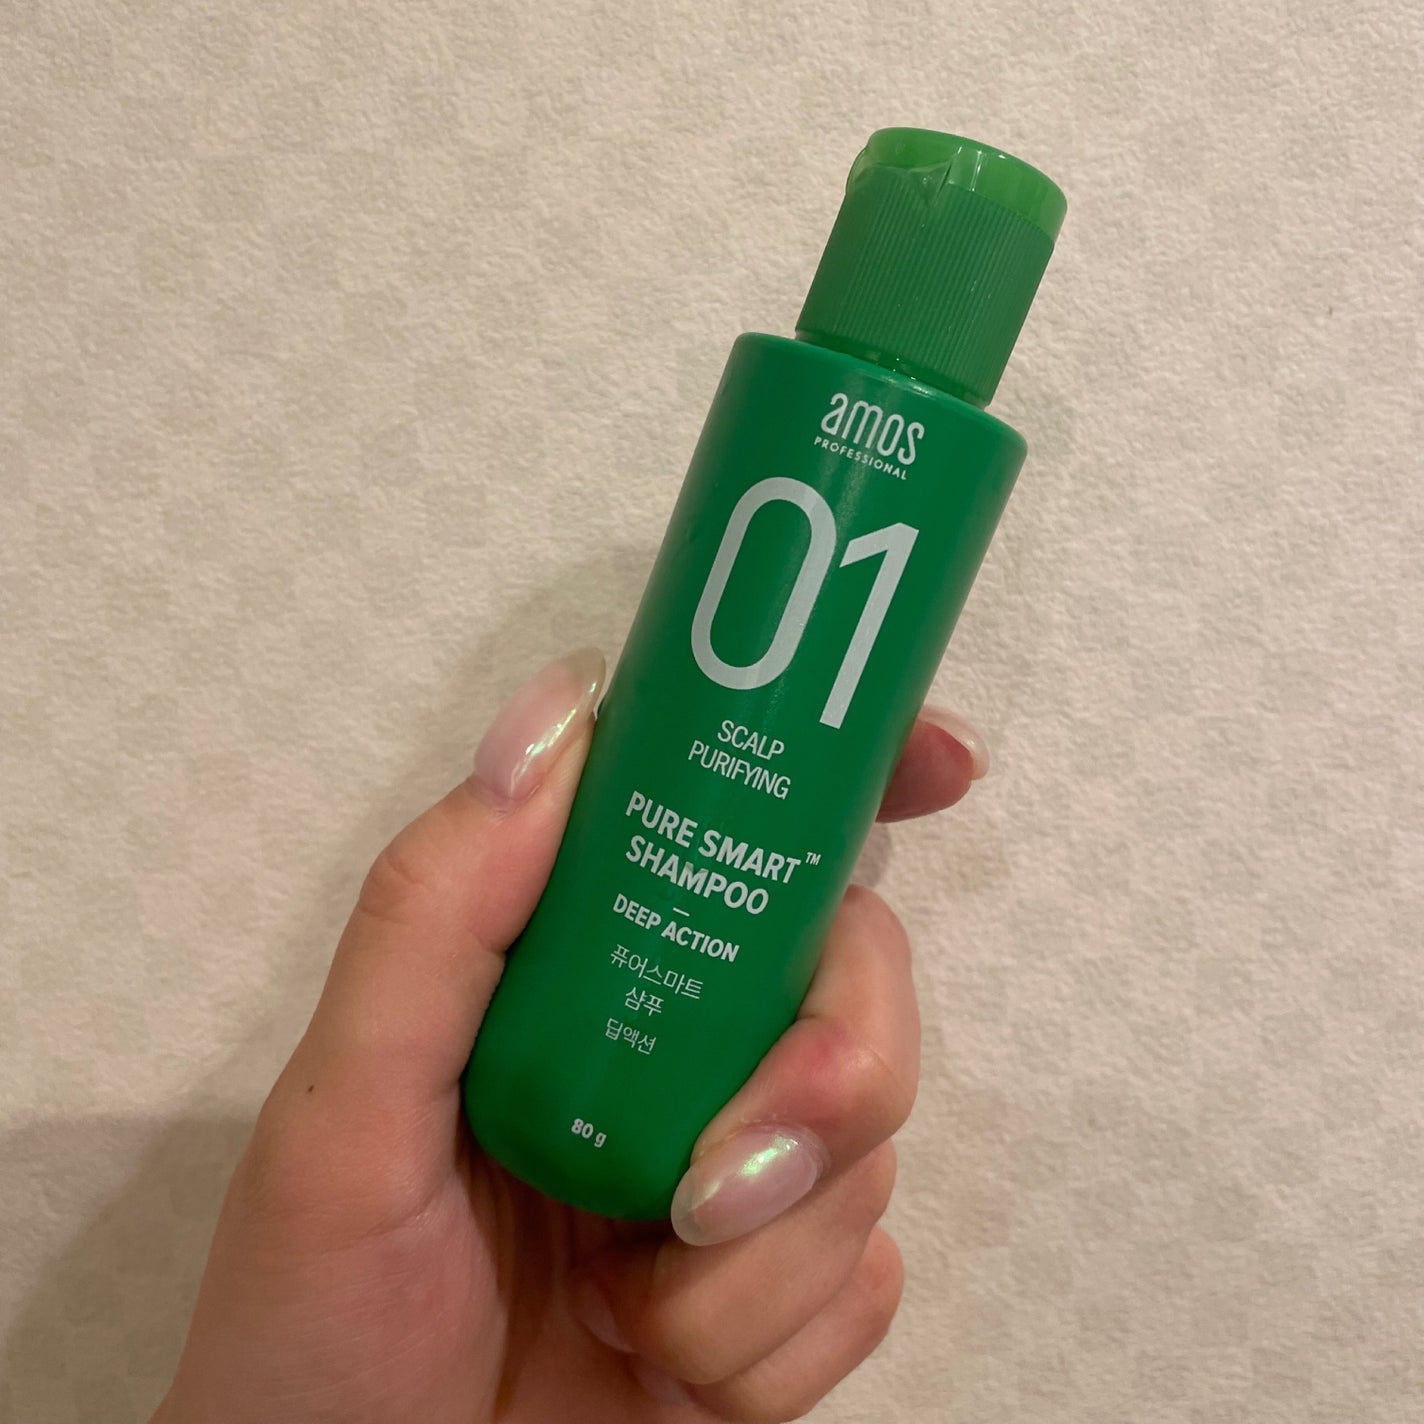 amos
PROFESSIONAL
01
SCALP
PURIFYING
PURE SMART™
SHAMPOO
–
DEEP ACTION
퓨어스마트
샴푸
딥액션
80 g